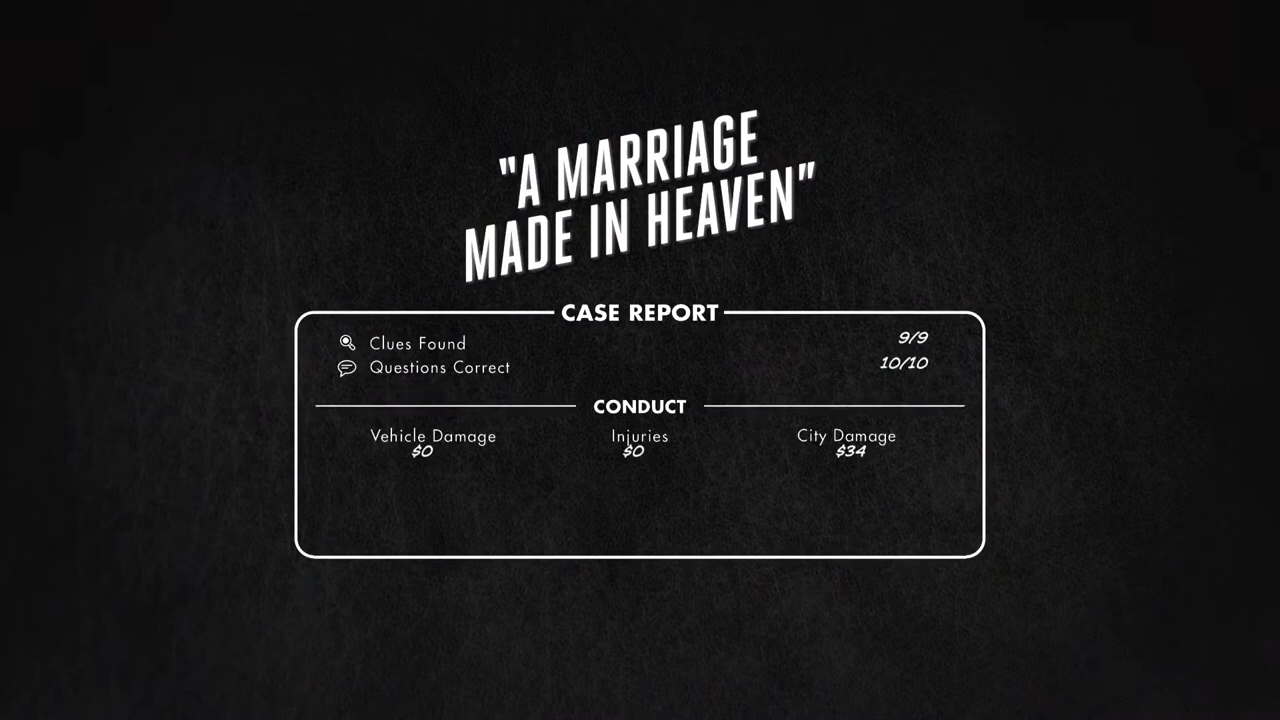 "A MARRIAGE
MADE IN HEAVEN"
CASE REPORT
Clues Found 9/9
Questions Correct 10/10
CONDUCT
Vehicle Damage Injuries City Damage
$0 $0 $34